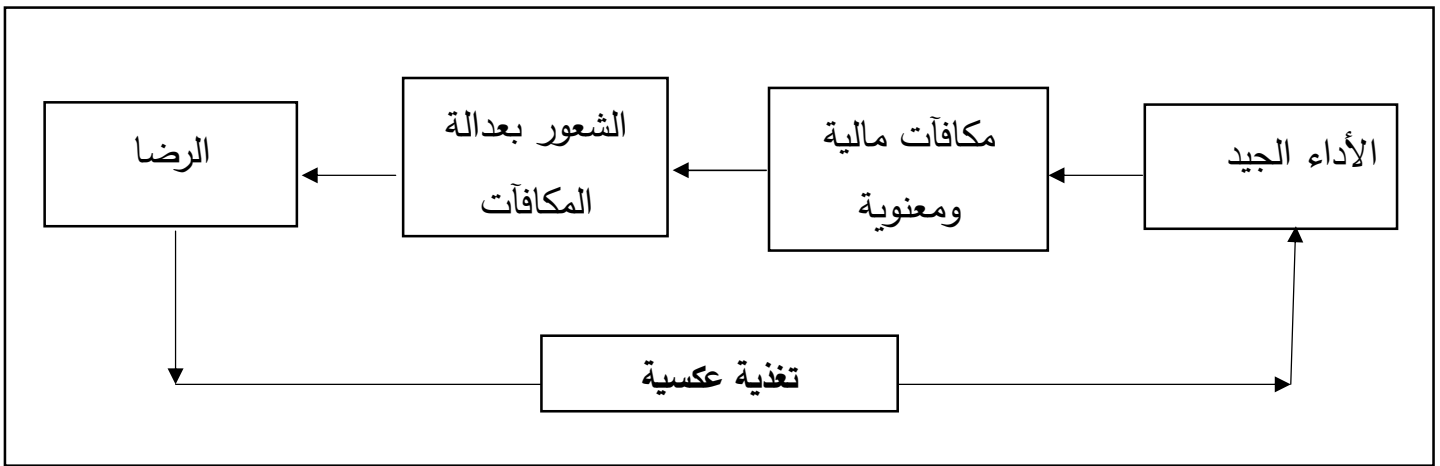 الأداء الجيد
مكافآت مالية
ومعنوية
الشعور بعدالة
المكافآت
الرضا
تغذية عكسية